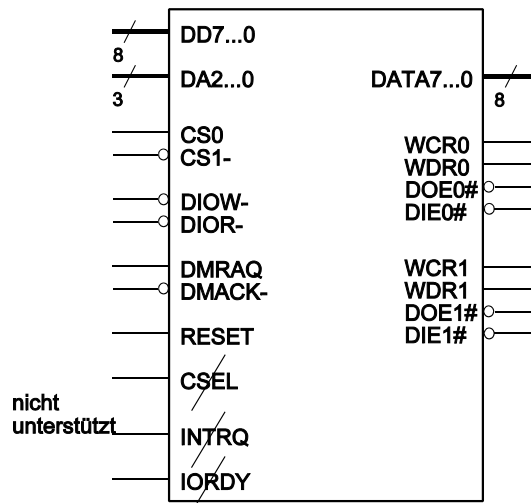 DD7...0
8
DA2...0
DATA7...0
3
8
CS0
CS1-
WCR0
WDR0
DOE0#
DIE0#
DIOW-
DIOR-
DMRAQ
DMACK-
WCR1
WDR1
DOE1#
DIE1#
RESET
CSEL
nicht
unterstützt
INTRQ
IORDY